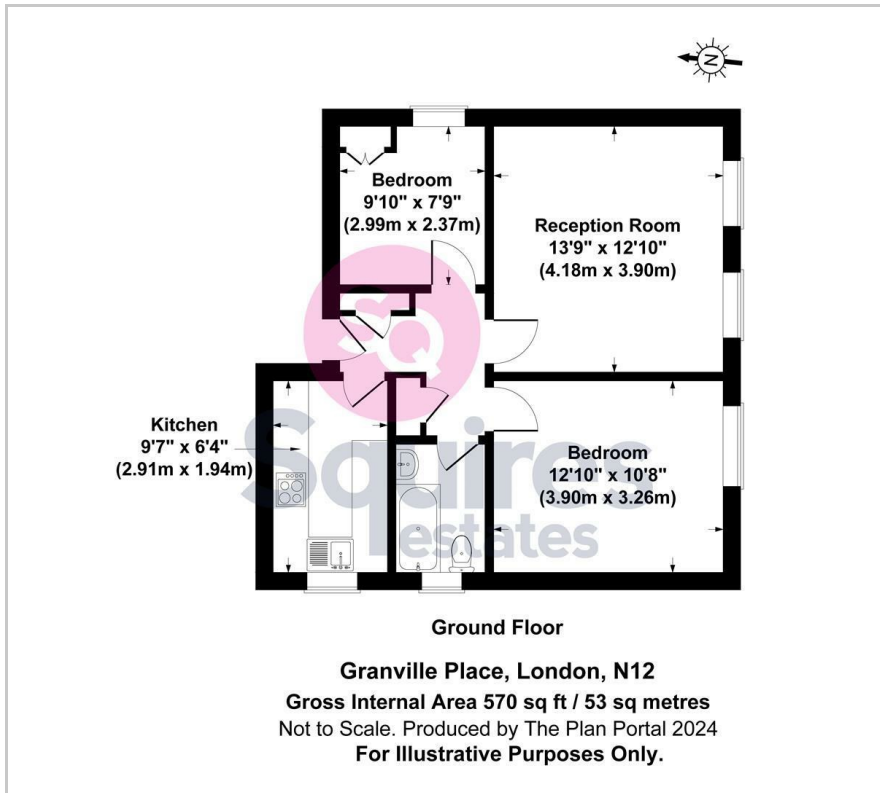 N
Bedroom
9'10" x 7'9"
(2.99m x 2.37m)
Reception Room
13'9" x 12'10"
(4.18m x 3.90m)
SQ
Squires
estates
Kitchen
9'7" x 6'4"
(2.91m x 1.94m)
Bedroom
12'10" x 10'8"
(3.90m x 3.26m)
Ground Floor
Granville Place, London, N12
Gross Internal Area 570 sq ft / 53 sq metres
Not to Scale. Produced by The Plan Portal 2024
For Illustrative Purposes Only.